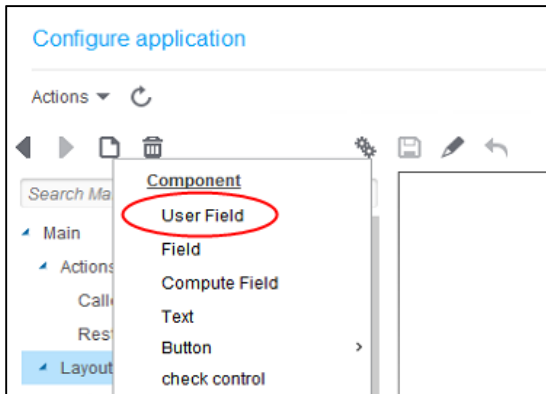 Configure application
Actions
Component
Search Ma
User Field
Main
Field
Actions
Compute Field
Calle
Text
Rest
Button
Layout
check control